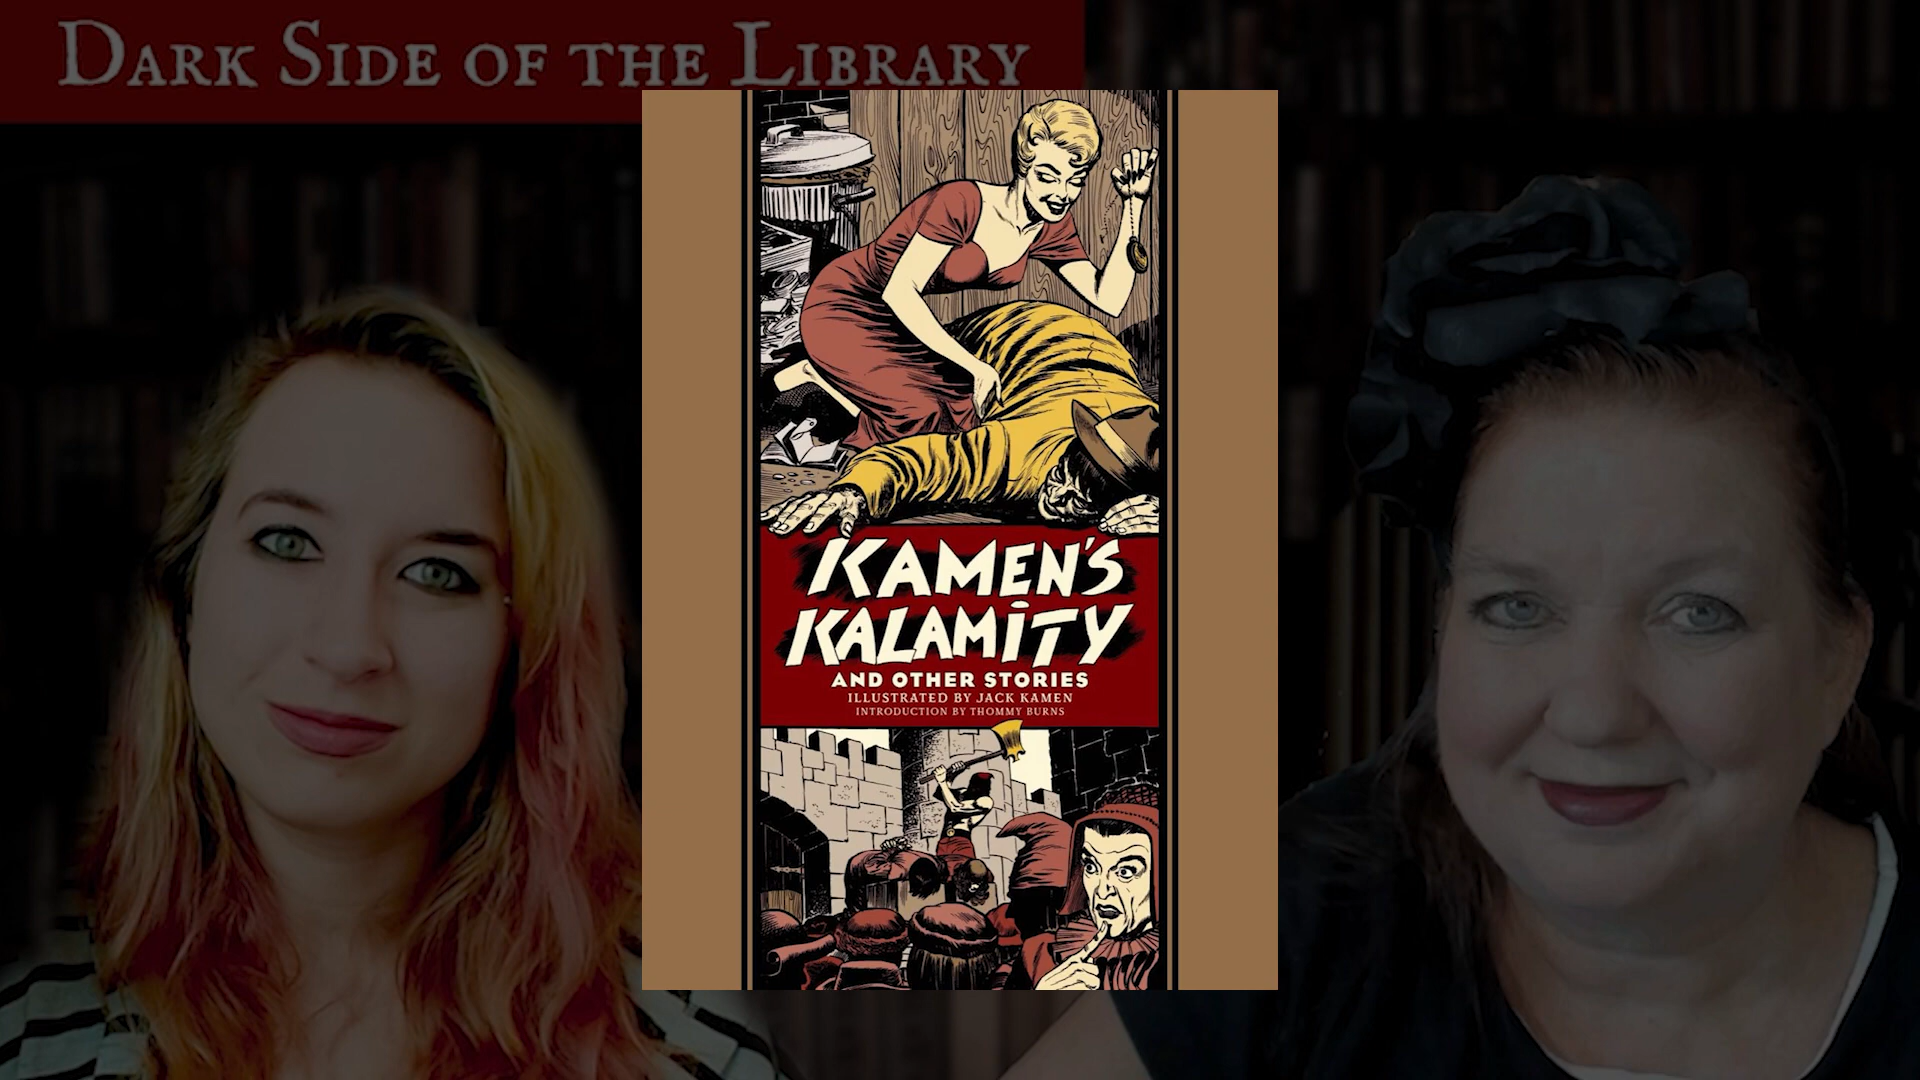 Dark Side of the Library
KAMEN'S
KALAMITY
AND OTHER STORIES
ILLUSTRATED BY JACK KAMEN
INTRODUCTION BY THOMMY BURNS